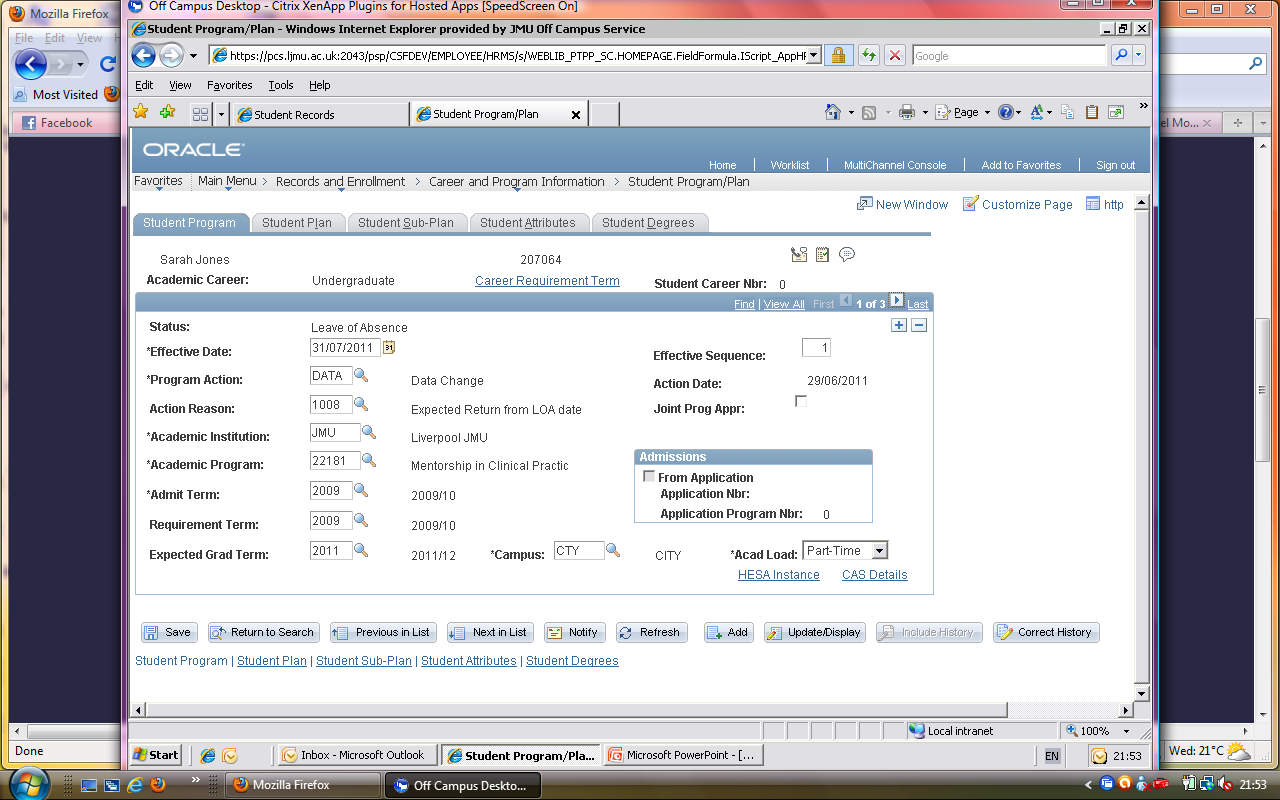 Mozilla Firefox
Off Campus Desktop - Citrix XenApp Plugins for Hosted Apps [SpeedScreen On]
File Edit View
Student Program/Plan - Windows Internet Explorer provided by JMU Off Campus Service
https://pcs.ljmu.ac.uk:2043/psp/CSFDEV/EMPLOYEE/HRMS/s/WEBLIB_PTPP_SC.HOMEPAGE.FieldFormula.IScript_AppHP
Google
Edit View Favorites Tools Help
Most Visited
Student Records
Student Program/Plan
Page
Facebook
el Mo...
ORACLE
Home Worklist MultiChannel Console Add to Favorites Sign out
Favorites Main Menu > Records and Enrollment > Career and Program Information > Student Program/Plan
New Window Customize Page http
Student Program Student Plan Student Sub-Plan Student Attributes Student Degrees
Sarah Jones 207064
Academic Career: Undergraduate Career Requirement Term Student Career Nbr: 0
Find | View All First 1 of 3 Last
Status: Leave of Absence
*Effective Date: 31/07/2011 31 Effective Sequence: 1
*Program Action: DATA Data Change Action Date: 29/06/2011
Action Reason: 1008 Expected Return from LOA date Joint Prog Appr:
*Academic Institution: JMU Liverpool JMU
*Academic Program: 22181 Mentorship in Clinical Practic
Admissions
From Application
Application Nbr:
Application Program Nbr: 0
*Admit Term: 2009 2009/10
Requirement Term: 2009 2009/10
Expected Grad Term: 2011 2011/12 *Campus: CTY CITY *Acad Load: Part-Time
HESA Instance CAS Details
Save Return to Search Previous in List Next in List Notify Refresh Add Update/Display Include History Correct History
Student Program | Student Plan | Student Sub-Plan | Student Attributes | Student Degrees
Local intranet 100%
Done
Wed: 21°C
Start Inbox - Microsoft Outlook Student Program/Pla... Microsoft PowerPoint - [... EN 21:53
Mozilla Firefox Off Campus Deskto... 21:53